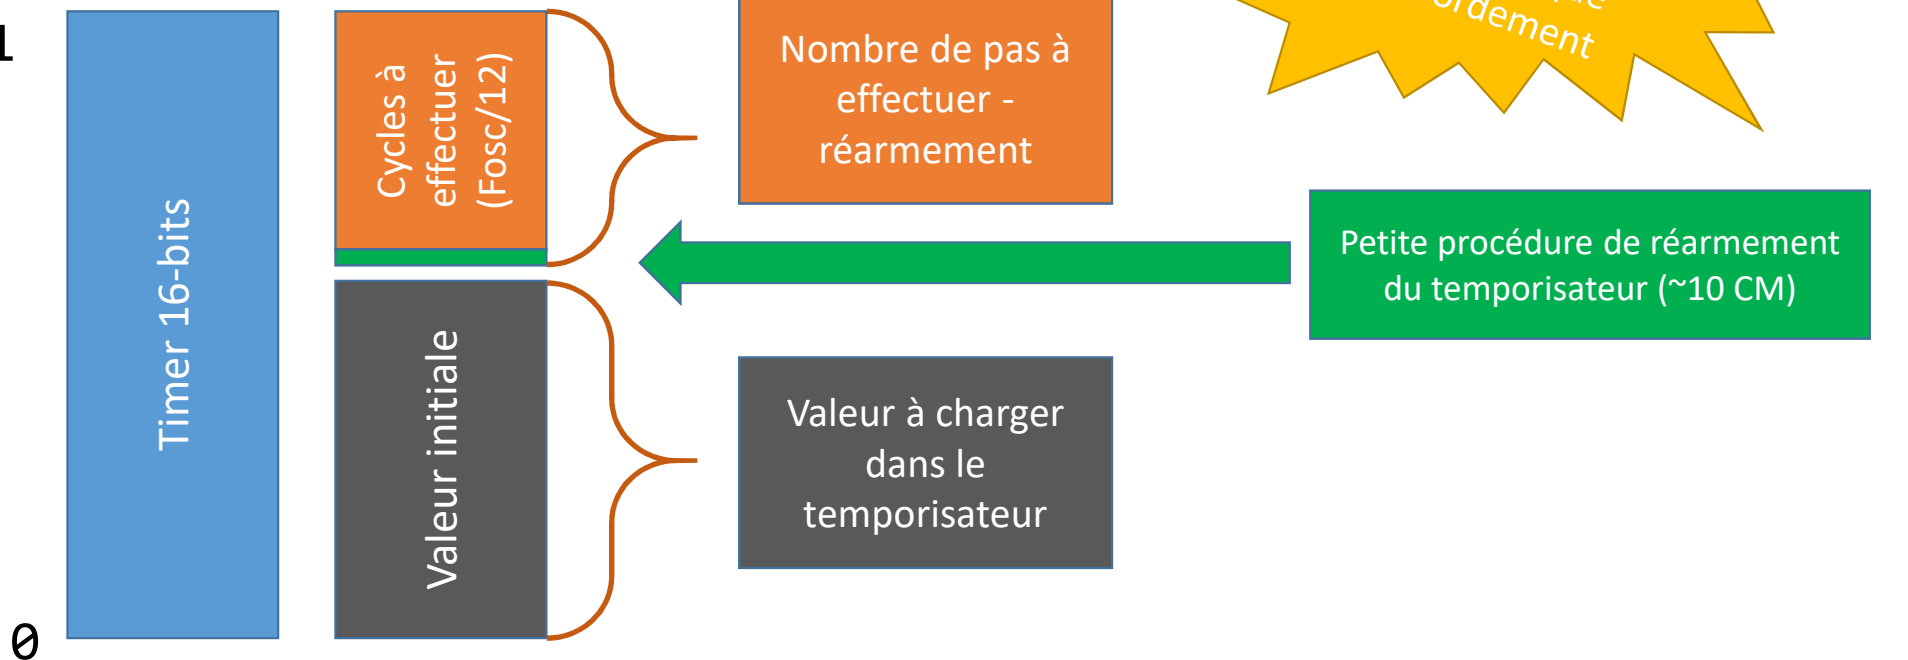 1
Timer 16-bits
Cycles à
effectuer
(Fosc/12)
Nombre de pas à
effectuer -
réarmement
Petite procédure de réarmement
du temporisateur (~10 CM)
Valeur initiale
Valeur à charger
dans le
temporisateur
0